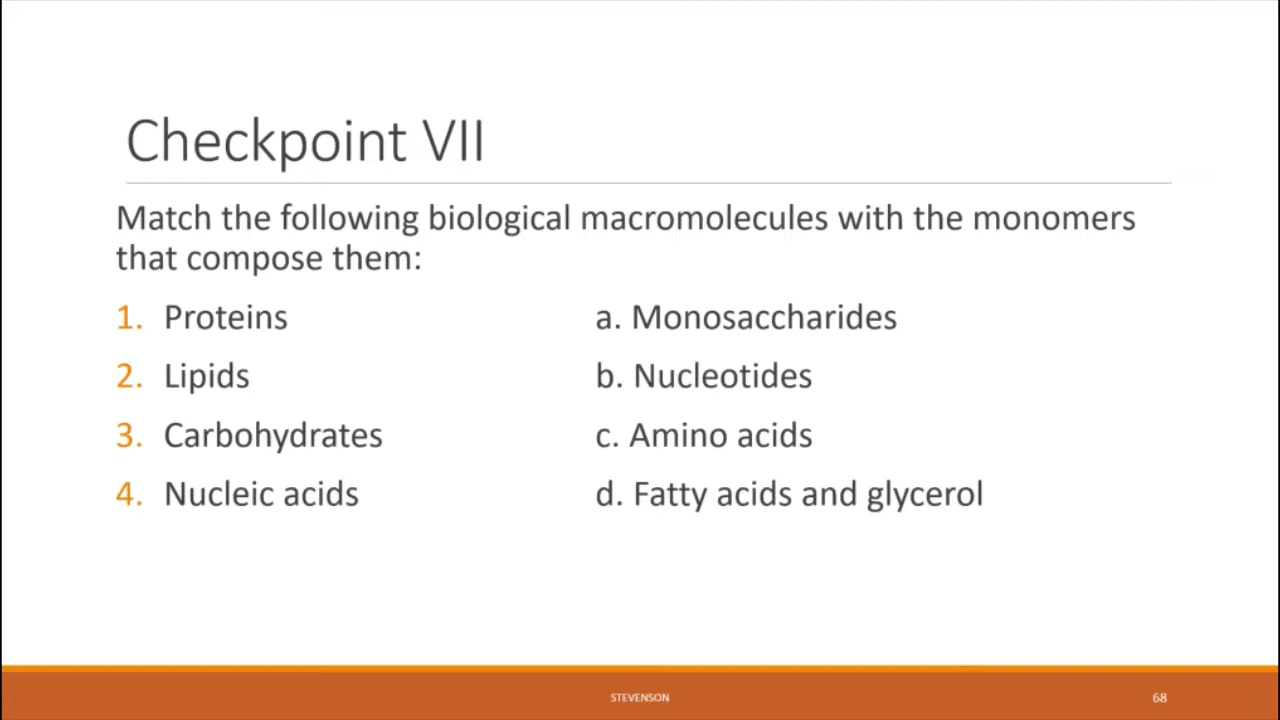 Checkpoint VII
Match the following biological macromolecules with the monomers
that compose them:
1. Proteins
a. Monosaccharides
2. Lipids
b. Nucleotides
3. Carbohydrates
c. Amino acids
4. Nucleic acids
d. Fatty acids and glycerol
STEVENSON
68